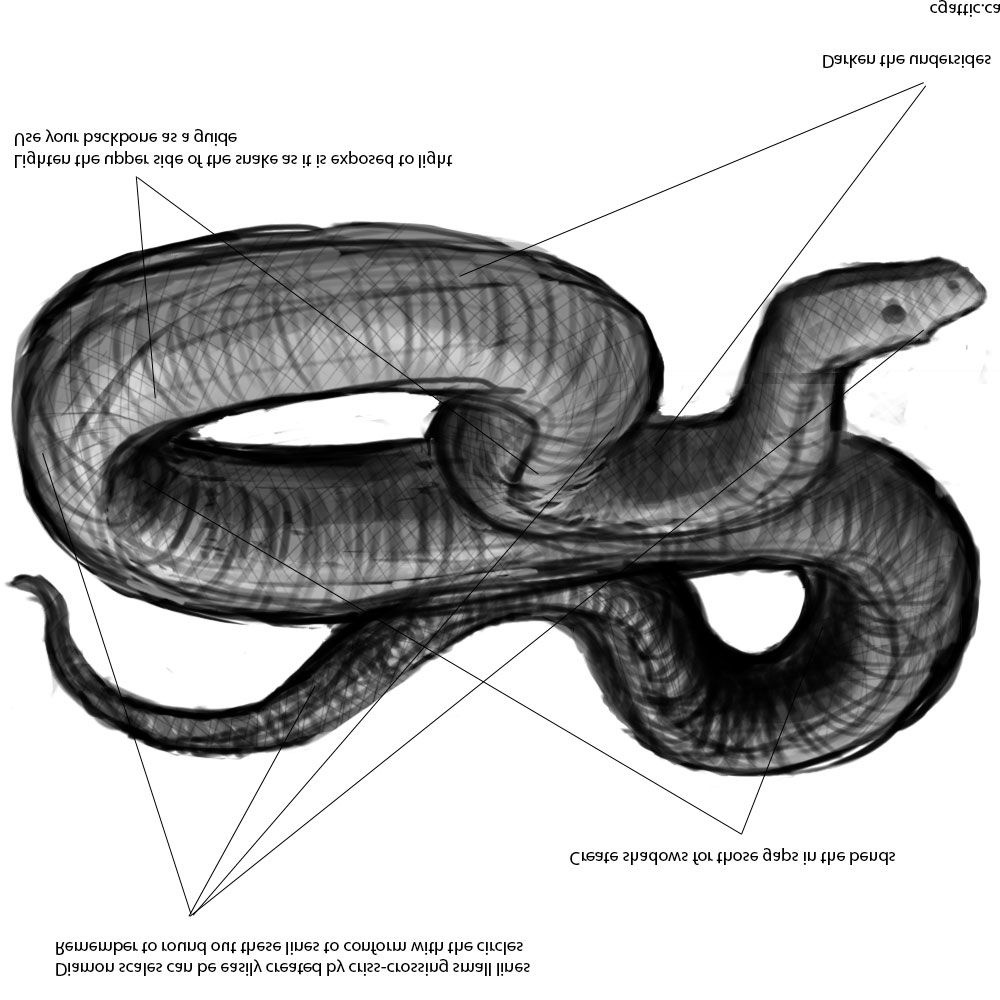 Diamon scales can be easily created by criss-crossing small lines
Remember to round out these lines to conform with the circles
Create shadows for those gaps in the bends
Lighten the upper side of the snake as it is exposed to light
Use your backbone as a guide
Darken the undersides
cgattic.ca